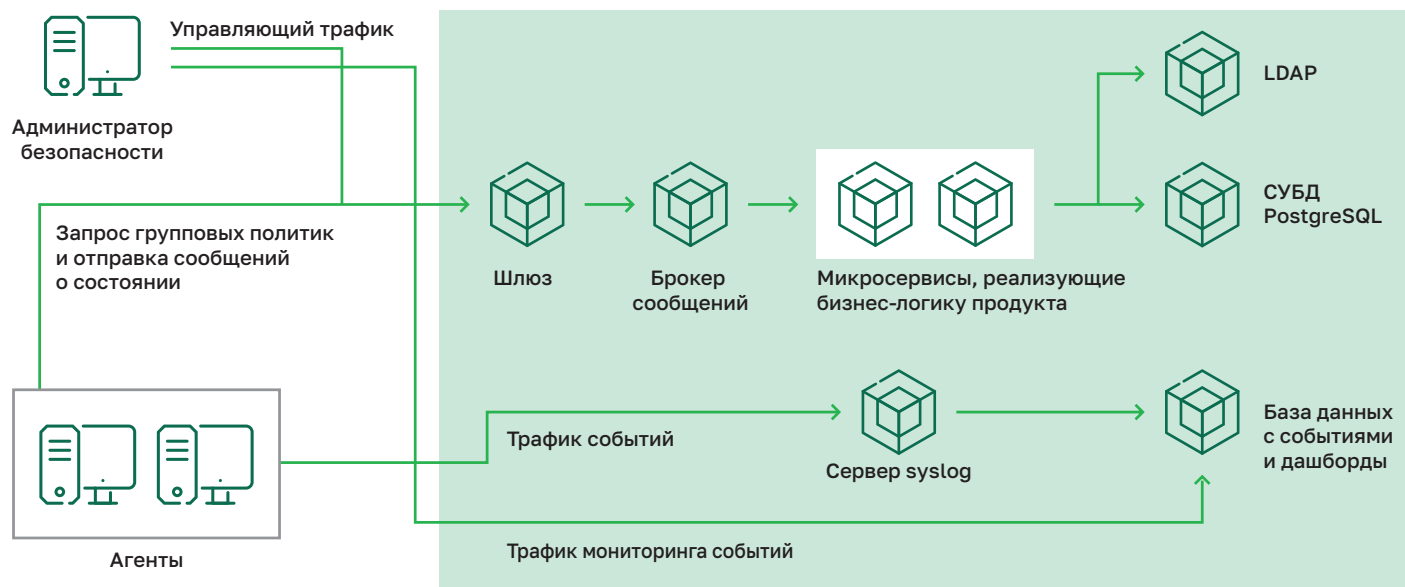 Управляющий трафик
Администратор
безопасности
LDAP
СУБД
PostgreSQL
Запрос групповых политик
и отправка сообщений
о состоянии
Шлюз
Брокер
сообщений
Микросервисы, реализующие
бизнес-логику продукта
Трафик событий
Сервер syslog
База данных
с событиями
и дашборды
Трафик мониторинга событий
Агенты